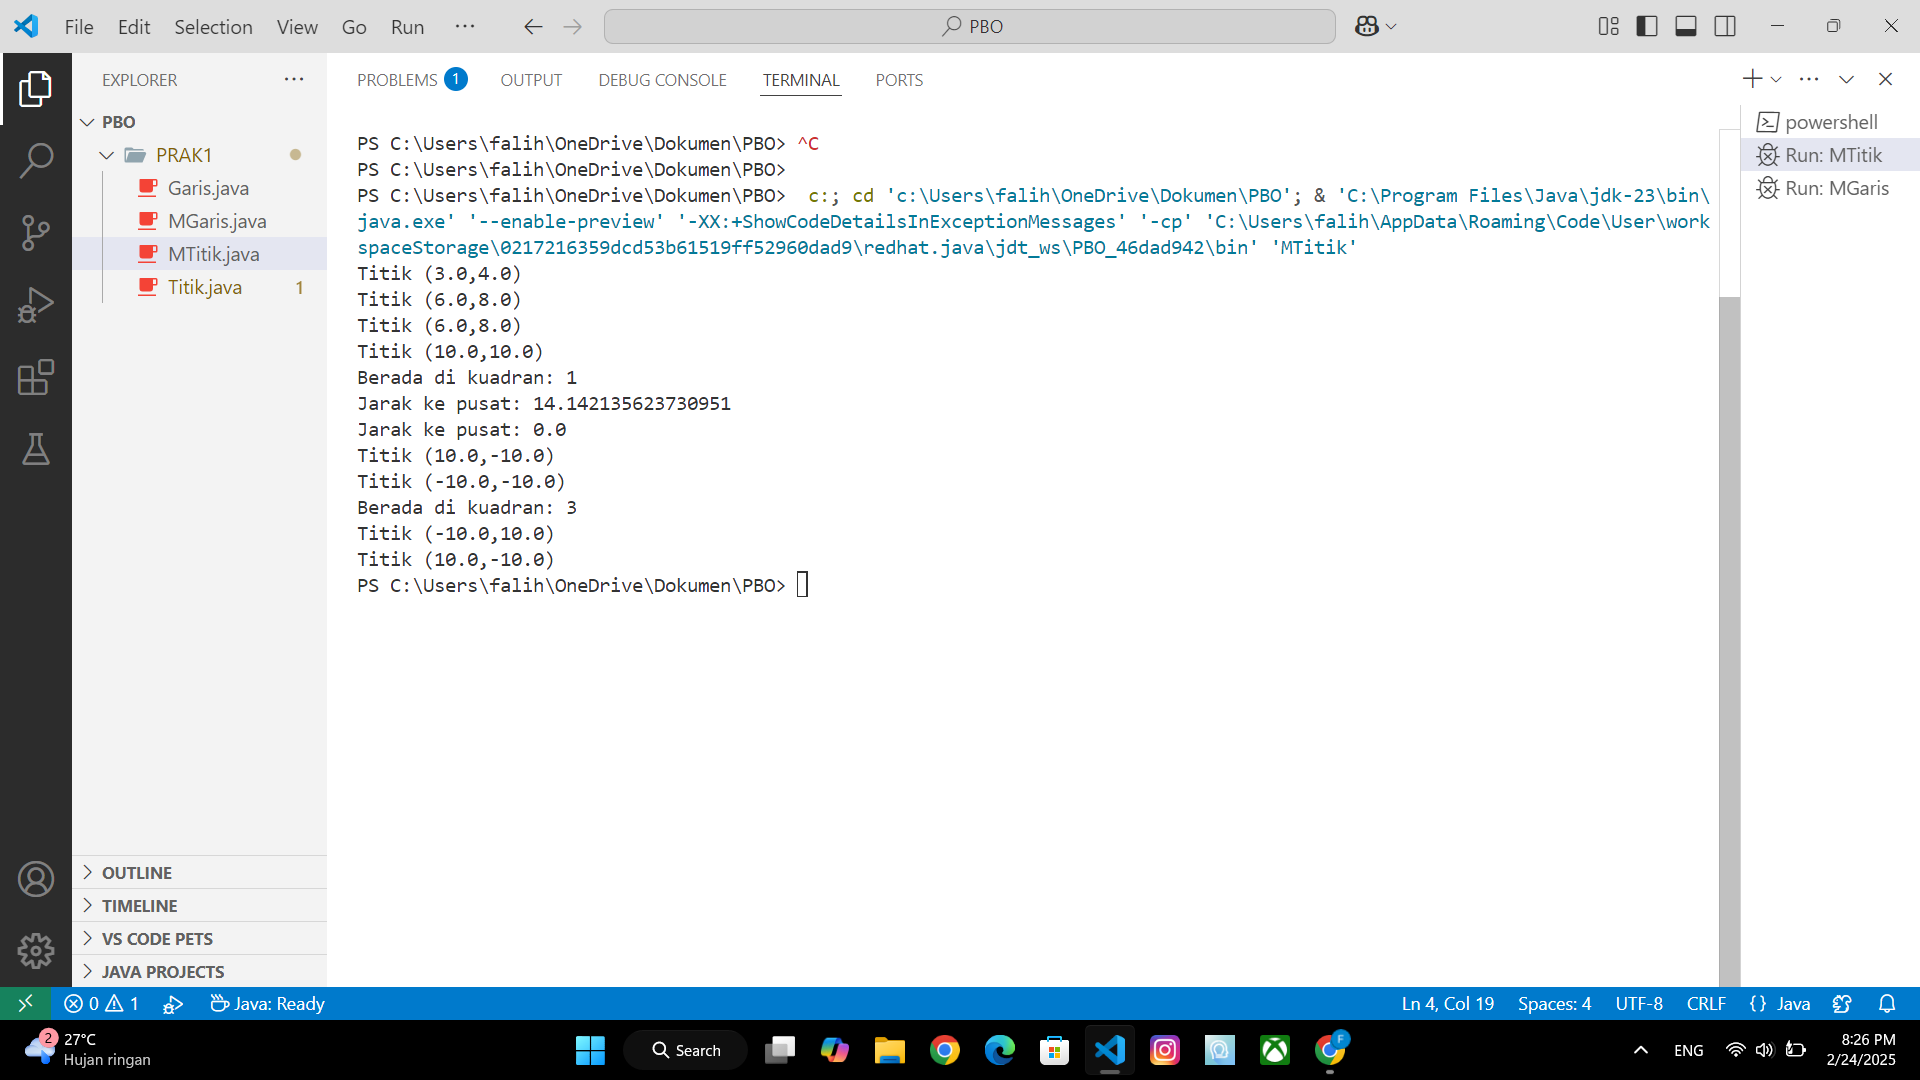 File Edit Selection View Go Run ··· PBO
EXPLORER ···
PBO
PRAK1
Garis.java
MGaris.java
MTitik.java
Titik.java 1
OUTLINE
TIMELINE
VS CODE PETS
JAVA PROJECTS
PROBLEMS 1 OUTPUT DEBUG CONSOLE TERMINAL PORTS
PS C:\Users\falih\OneDrive\Dokumen\PBO> ^C
PS C:\Users\falih\OneDrive\Dokumen\PBO>
PS C:\Users\falih\OneDrive\Dokumen\PBO>  c:; cd 'c:\Users\falih\OneDrive\Dokumen\PBO'; & 'C:\Program Files\Java\jdk-23\bin\
java.exe' '--enable-preview' '-XX:+ShowCodeDetailsInExceptionMessages' '-cp' 'C:\Users\falih\AppData\Roaming\Code\User\work
spaceStorage\0217216359dcd53b61519ff52960dad9\redhat.java\jdt_ws\PBO_46dad942\bin' 'MTitik'
Titik (3.0,4.0)
Titik (6.0,8.0)
Titik (6.0,8.0)
Titik (10.0,10.0)
Berada di kuadran: 1
Jarak ke pusat: 14.142135623730951
Jarak ke pusat: 0.0
Titik (10.0,-10.0)
Titik (-10.0,-10.0)
Berada di kuadran: 3
Titik (-10.0,10.0)
Titik (10.0,-10.0)
PS C:\Users\falih\OneDrive\Dokumen\PBO>
powershell
Run: MTitik
Run: MGaris
0 1 Java: Ready Ln 4, Col 19 Spaces: 4 UTF-8 CRLF {} Java
2 27°C
Hujan ringan
Search
F
ENG
8:26 PM
2/24/2025